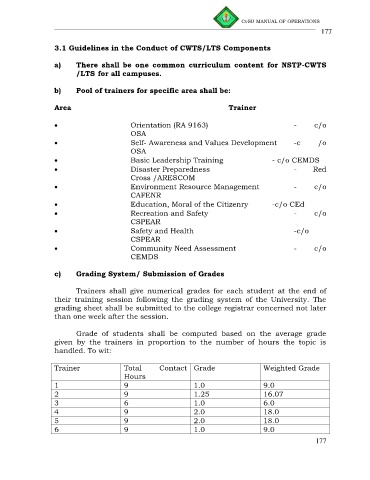 CvSU MANUAL OF OPERATIONS
177
3.1 Guidelines in the Conduct of CWTS/LTS Components
a) There shall be one common curriculum content for NSTP-CWTS
/LTS for all campuses.
b) Pool of trainers for specific area shall be:
Area Trainer
• Orientation (RA 9163) - c/o
OSA
• Self- Awareness and Values Development -c /o
OSA
• Basic Leadership Training - c/o CEMDS
• Disaster Preparedness - Red
Cross /ARESCOM
• Environment Resource Management - c/o
CAFENR
• Education, Moral of the Citizenry -c/o CEd
• Recreation and Safety - c/o
CSPEAR
• Safety and Health -c/o
CSPEAR
• Community Need Assessment - c/o
CEMDS
c) Grading System/ Submission of Grades
Trainers shall give numerical grades for each student at the end of
their training session following the grading system of the University. The
grading sheet shall be submitted to the college registrar concerned not later
than one week after the session.
Grade of students shall be computed based on the average grade
given by the trainers in proportion to the number of hours the topic is
handled. To wit:
Trainer Total Contact Grade Weighted Grade
Hours
1 9 1.0 9.0
2 9 1.25 16.07
3 6 1.0 6.0
4 9 2.0 18.0
5 9 2.0 18.0
6 9 1.0 9.0
177